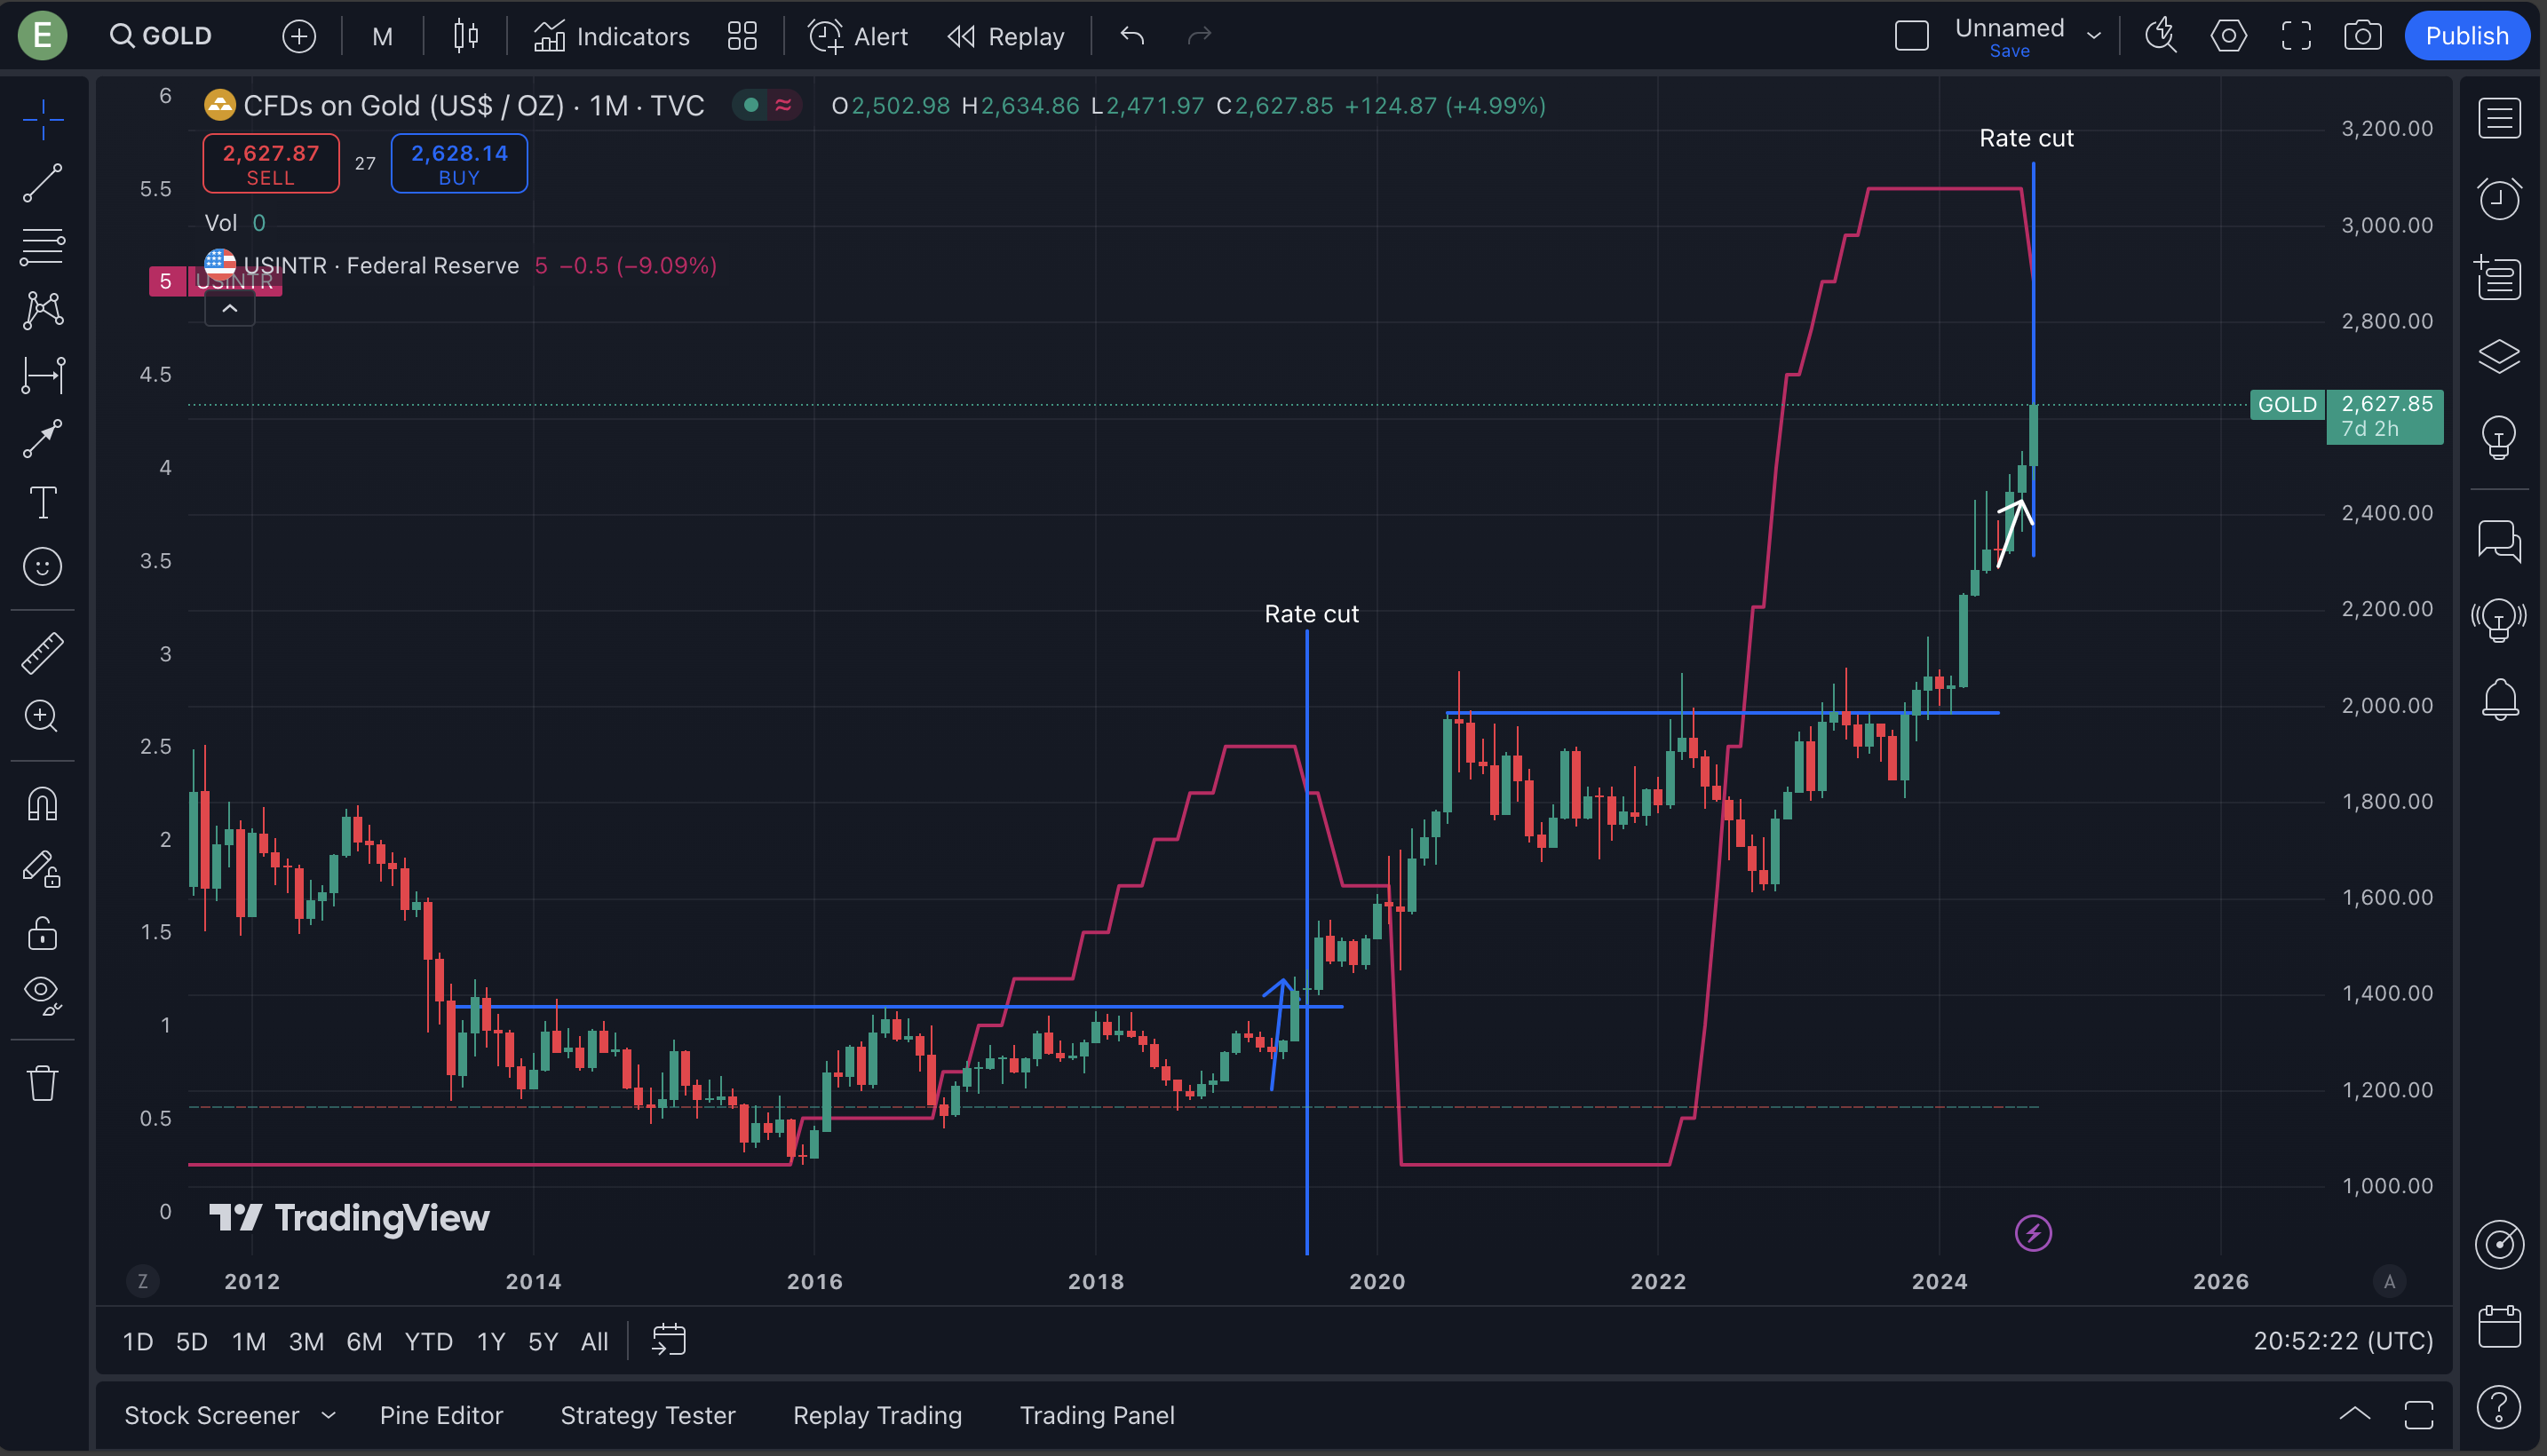 E
GOLD
M
Indicators
Alert
Replay
Unnamed
Save
Publish
CFDs on Gold (US$ / OZ) · 1M · TVC
≈
O2,502.98 H2,634.86 L2,471.97 C2,627.85 +124.87 (+4.99%)
2,627.87
SELL
27
2,628.14
BUY
Vol 0
USINTR · Federal Reserve 5 −0.5 (−9.09%)
5 USINTR
6
5.5
4.5
4
3.5
3
2.5
2
1.5
1
0.5
0
Rate cut
Rate cut
3,200.00
3,000.00
2,800.00
GOLD 2,627.85
7d 2h
2,400.00
2,200.00
2,000.00
1,800.00
1,600.00
1,400.00
1,200.00
1,000.00
TradingView
Z
2012 2014 2016 2018 2020 2022 2024 2026
A
1D 5D 1M 3M 6M YTD 1Y 5Y All
20:52:22 (UTC)
Stock Screener Pine Editor Strategy Tester Replay Trading Trading Panel